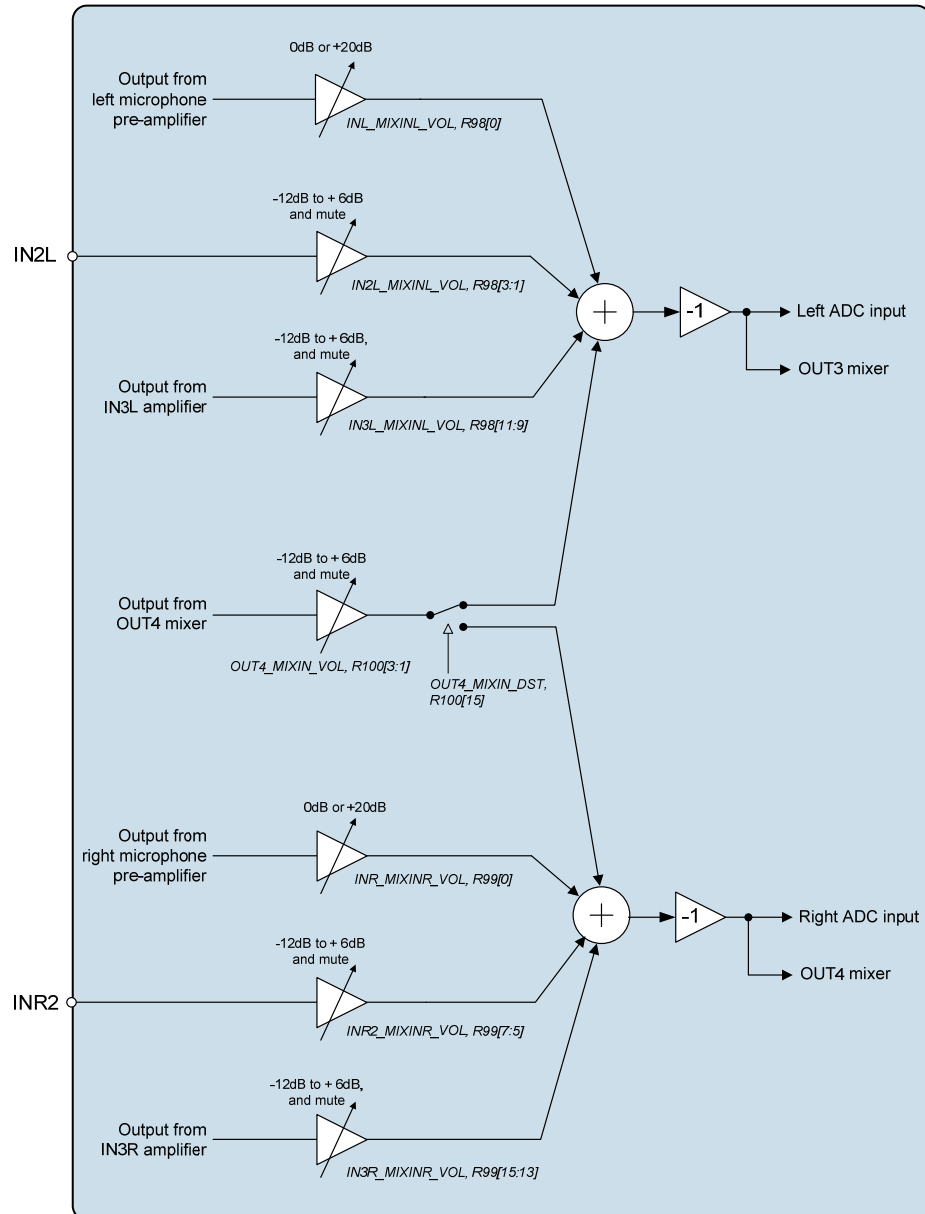 0dB or +20dB
Output from
left microphone
pre-amplifier
INL_MIXINL_VOL, R98[0]
-12dB to + 6dB
and mute
IN2L
IN2L_MIXINL_VOL, R98[3:1]
+
-1
Left ADC input
OUT3 mixer
-12dB to + 6dB,
and mute
Output from
IN3L amplifier
IN3L_MIXINL_VOL, R98[11:9]
-12dB to + 6dB
and mute
Output from
OUT4 mixer
OUT4_MIXIN_VOL, R100[3:1]
OUT4_MIXIN_DST,
R100[15]
0dB or +20dB
Output from
right microphone
pre-amplifier
INR_MIXINR_VOL, R99[0]
+
-1
Right ADC input
OUT4 mixer
-12dB to + 6dB
and mute
INR2
INR2_MIXINR_VOL, R99[7:5]
-12dB to + 6dB,
and mute
Output from
IN3R amplifier
IN3R_MIXINR_VOL, R99[15:13]